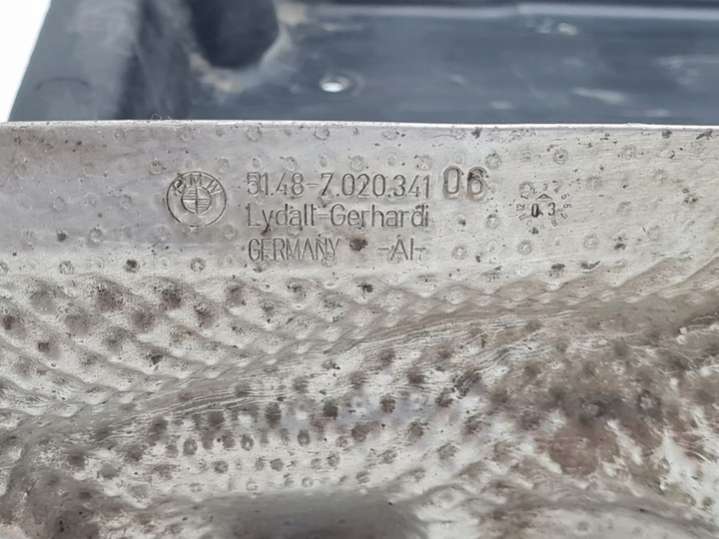 BMW
51.48-7.020.341 06
Lydall-Gerhardi
GERMANY -Al-
03